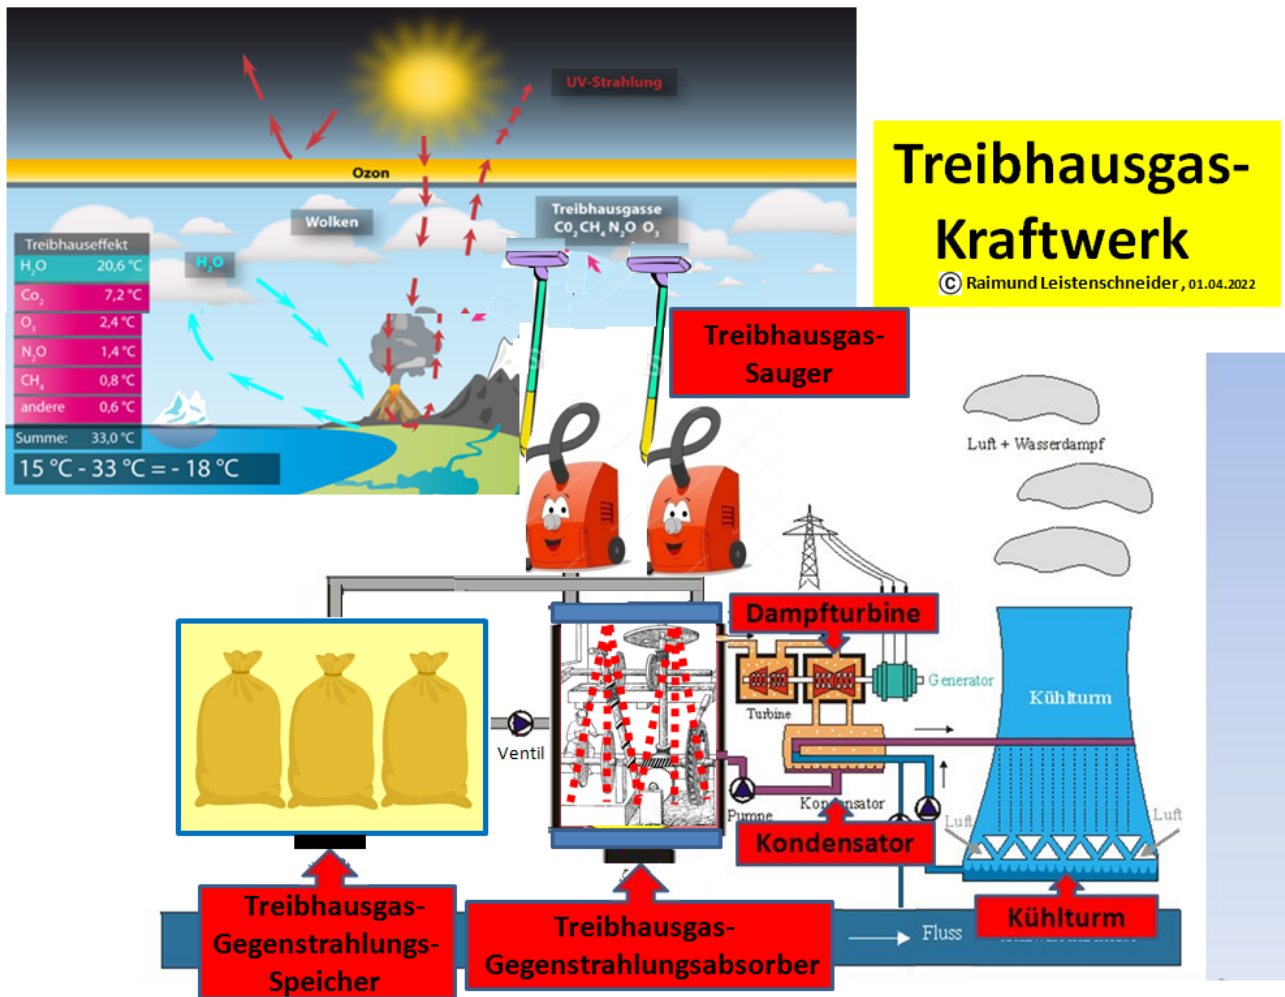 UV-Strahlung
Ozon
Wolken
Treibhausgasse
CO₂ CH₄ N₂O O₃
Treibhauseffekt
H₂O 20,6 °C
Co₂ 7,2 °C
O₃ 2,4 °C
N₂O 1,4 °C
CH₄ 0,8 °C
andere 0,6 °C
Summe: 33,0 °C
15 °C - 33 °C = - 18 °C
H₂O
Treibhausgas-
Kraftwerk
© Raimund Leistenschneider, 01.04.2022
Treibhausgas-
Sauger
Luft + Wasserdampf
Dampfturbine
Generator
Turbine
Kühlturm
Ventil
Pumpe
Kondensator
Kondensator
Luft
Luft
Kühlturm
Fluss
Treibhausgas-
Gegenstrahlungs-
Speicher
Treibhausgas-
Gegenstrahlungsabsorber